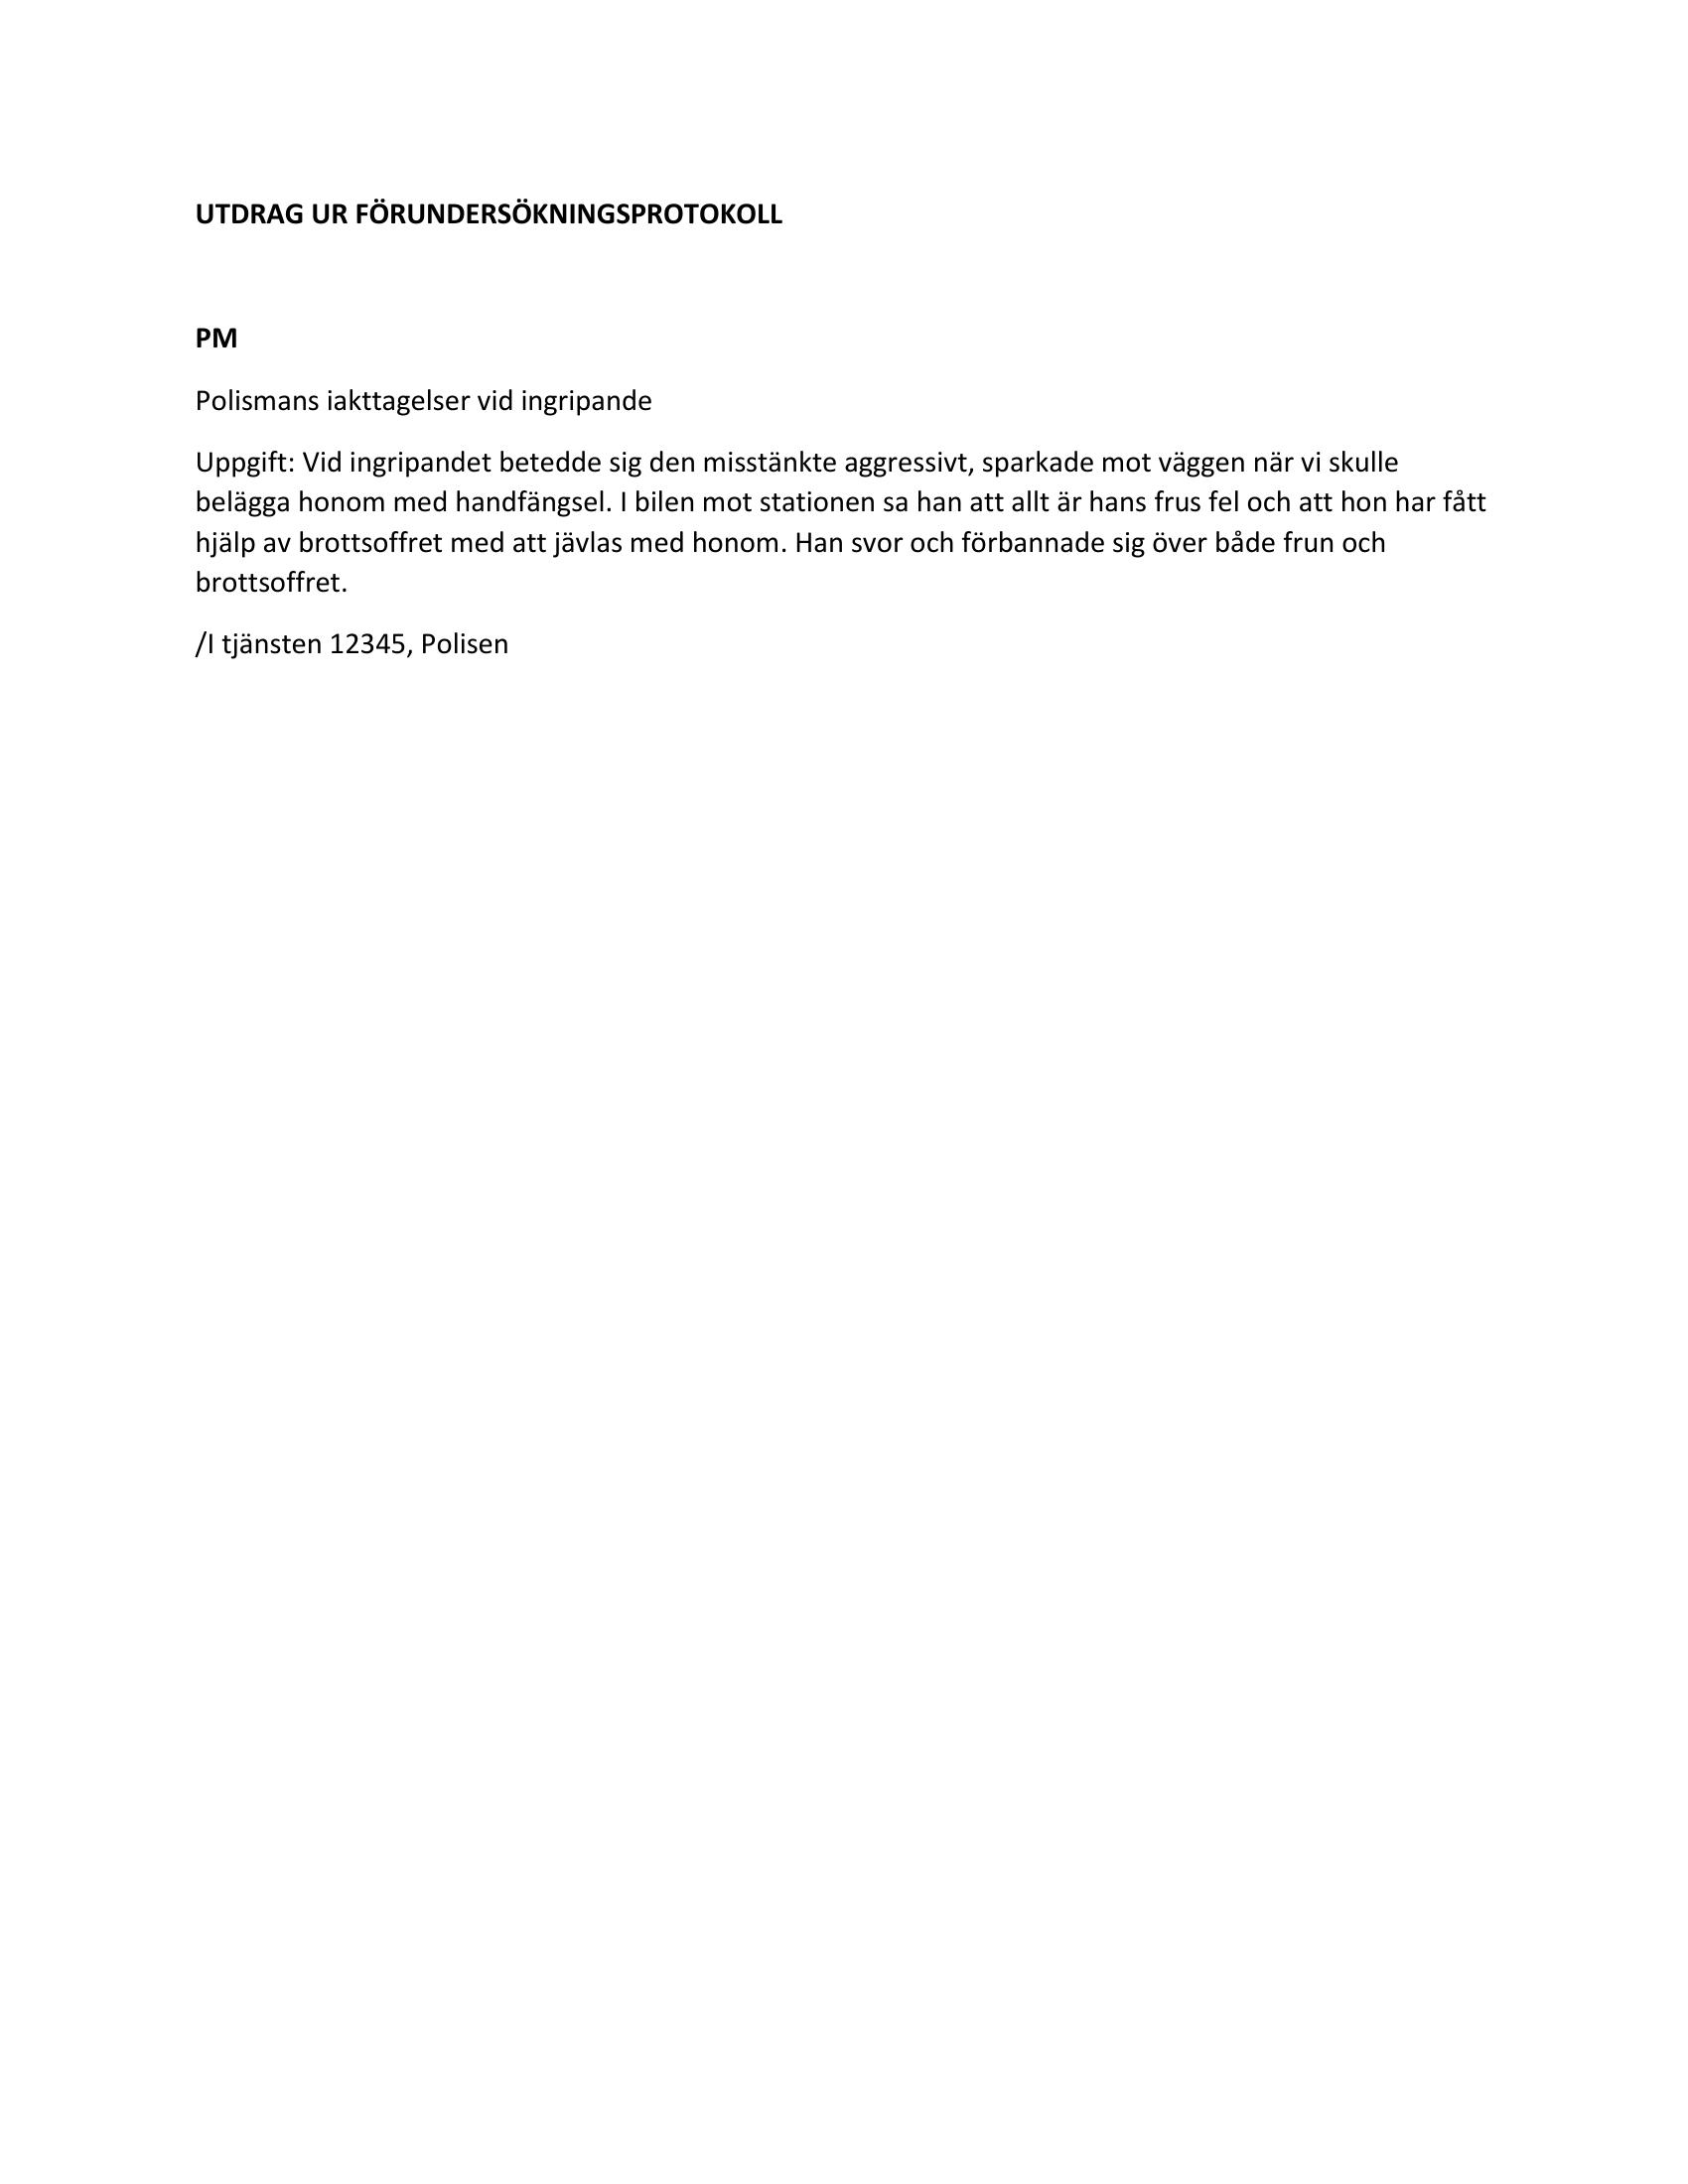 UTDRAG UR FÖRUNDERSÖKNINGSPROTOKOLL
PM
Polismans iakttagelser vid ingripande
Uppgift: Vid ingripandet betedde sig den misstänkte aggressivt, sparkade mot väggen när vi skulle
belägga honom med handfängsel. I bilen mot stationen sa han att allt är hans frus fel och att hon har fått
hjälp av brottsoffret med att jävlas med honom. Han svor och förbannade sig över både frun och
brottsoffret.
/I tjänsten 12345, Polisen